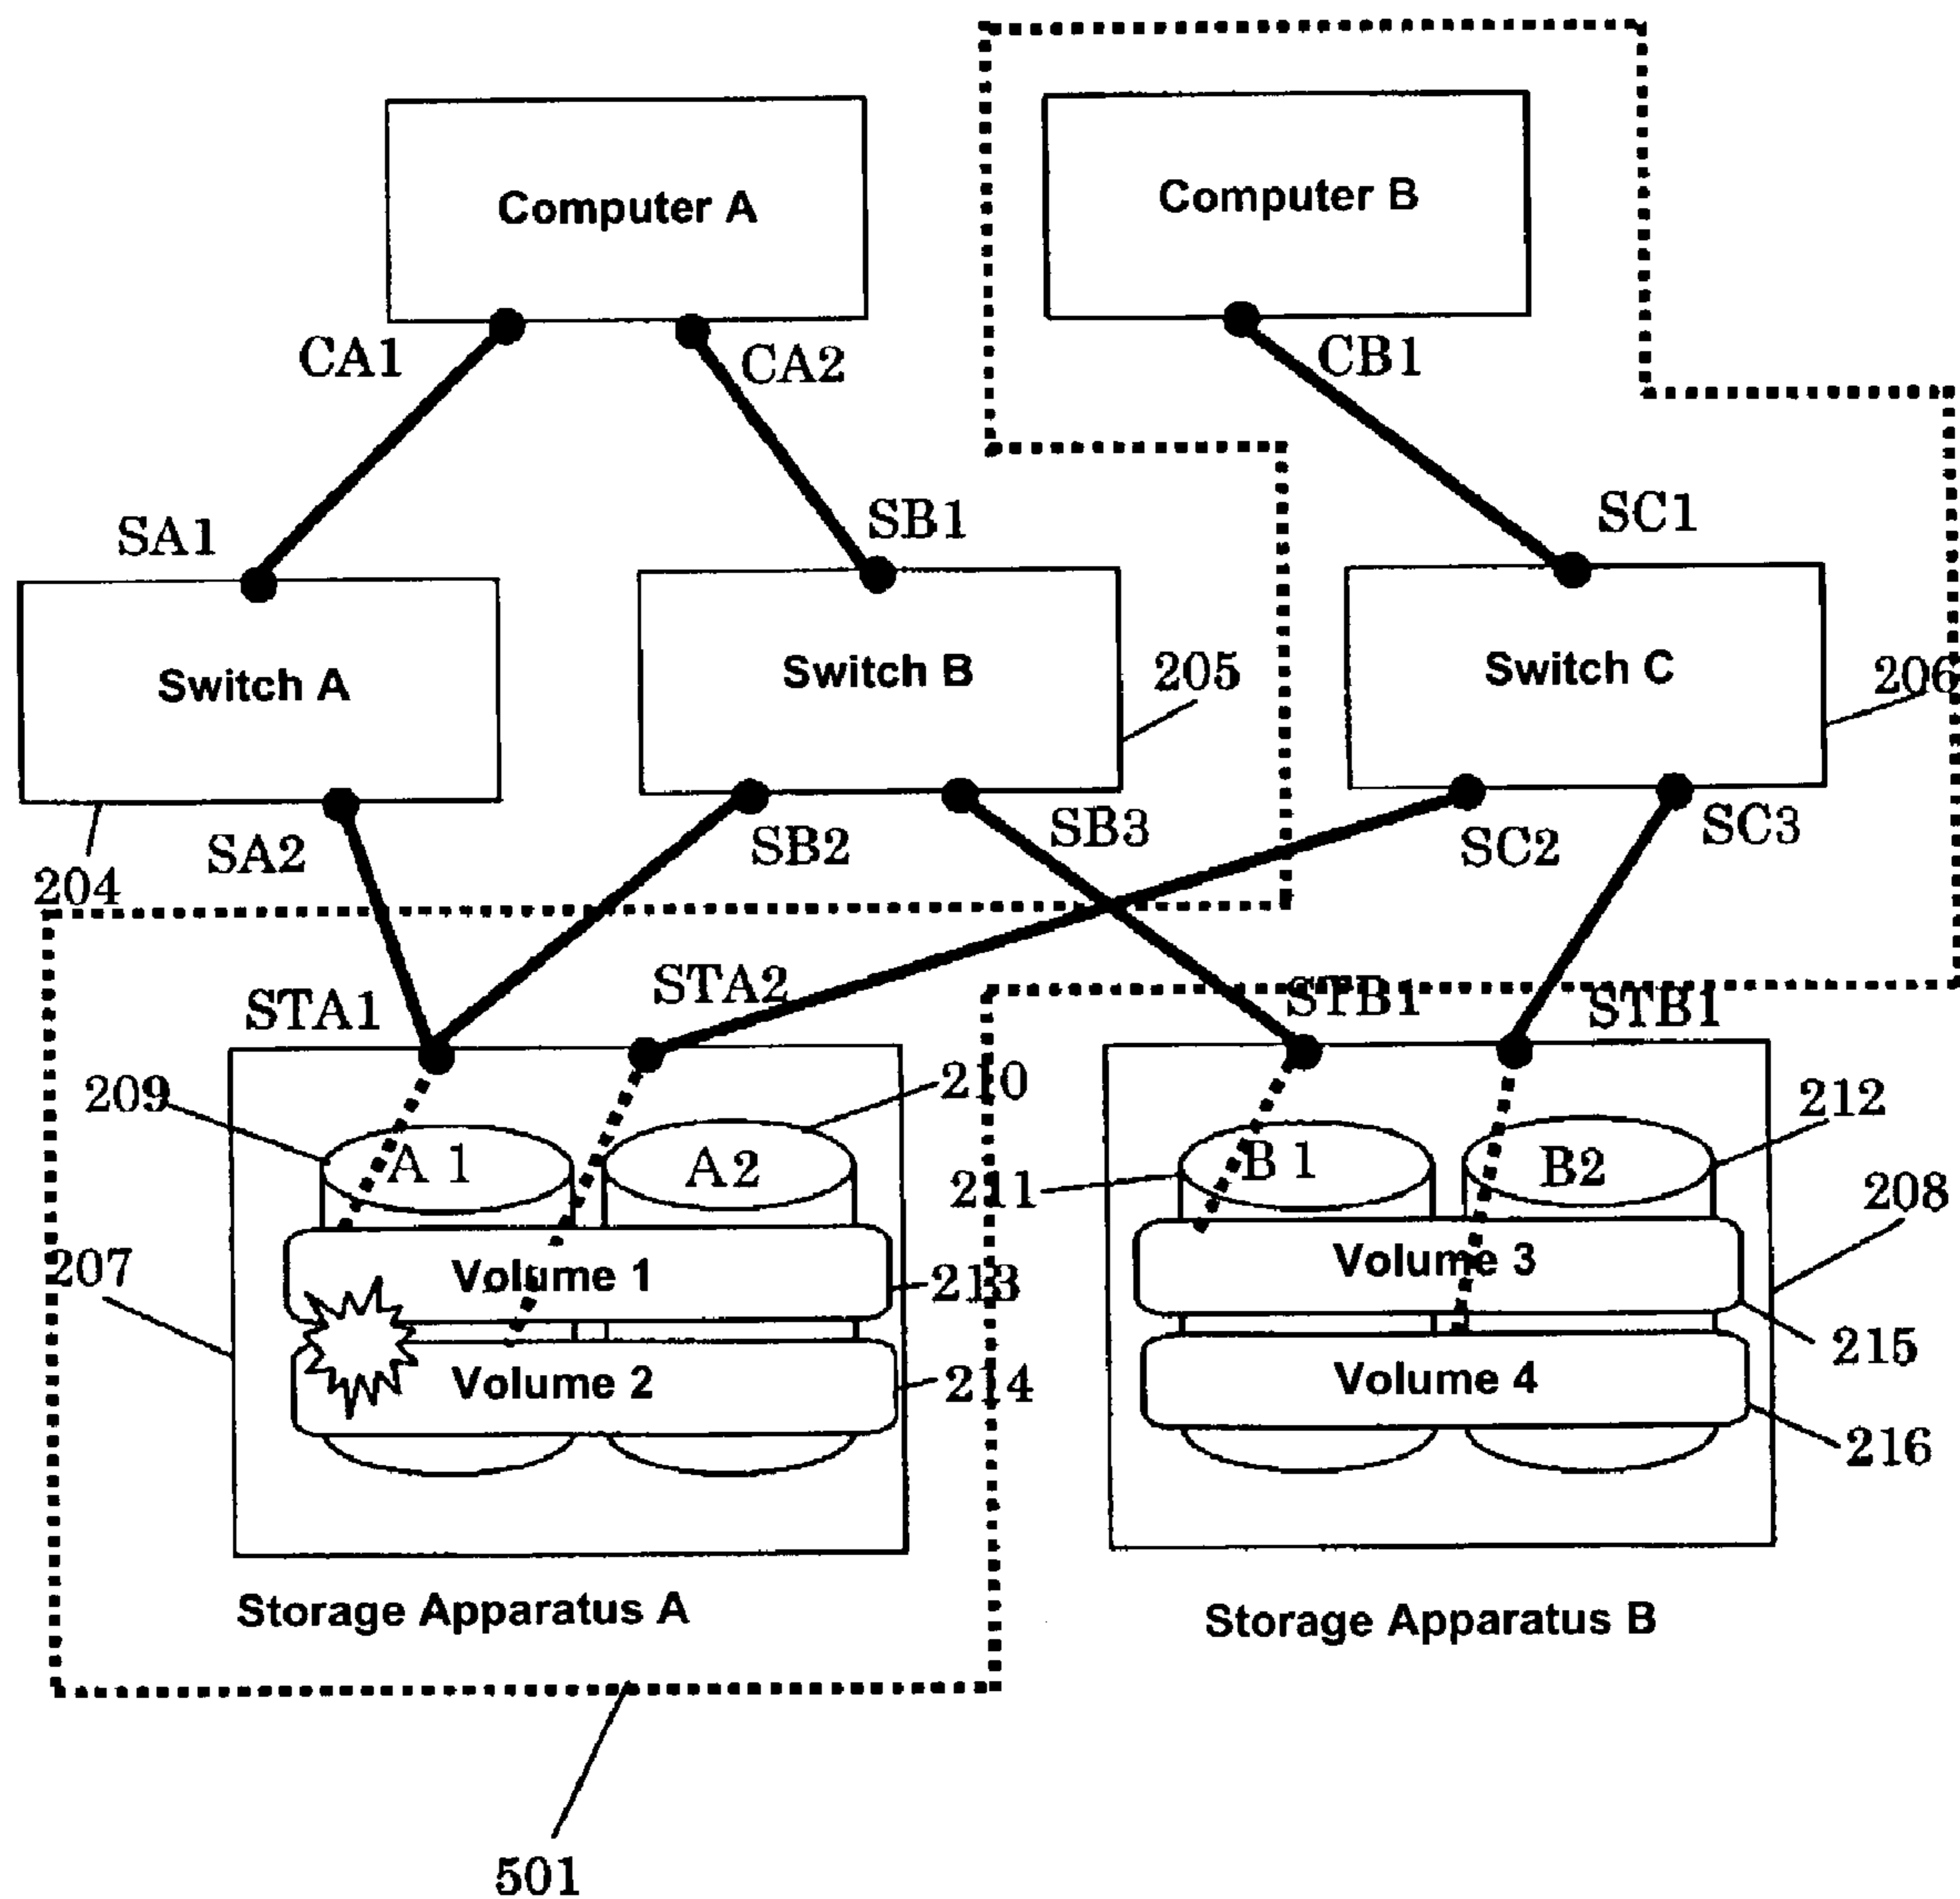 Computer A
Computer B
CA1
CA2
CB1
SA1
SB1
SC1
Switch A
Switch B
205
Switch C
206
204
SA2
SB2
SB3
SC2
SC3
STA1
STA2
STB1
STB1
209
A 1
A2
210
211
B 1
B2
212
208
207
Volume 1
213
Volume 3
215
Volume 2
214
Volume 4
216
Storage Apparatus A
Storage Apparatus B
501